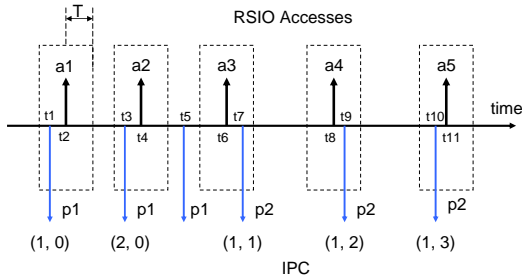 T RSIO Accesses
a1 a2 a3 a4 a5
t1 t3 t5 t7 t9 t10 time
t2 t4 t6 t8 t11
p1 p1 p1 p2 p2 p2
(1, 0) (2, 0) (1, 1) (1, 2) (1, 3)
IPC